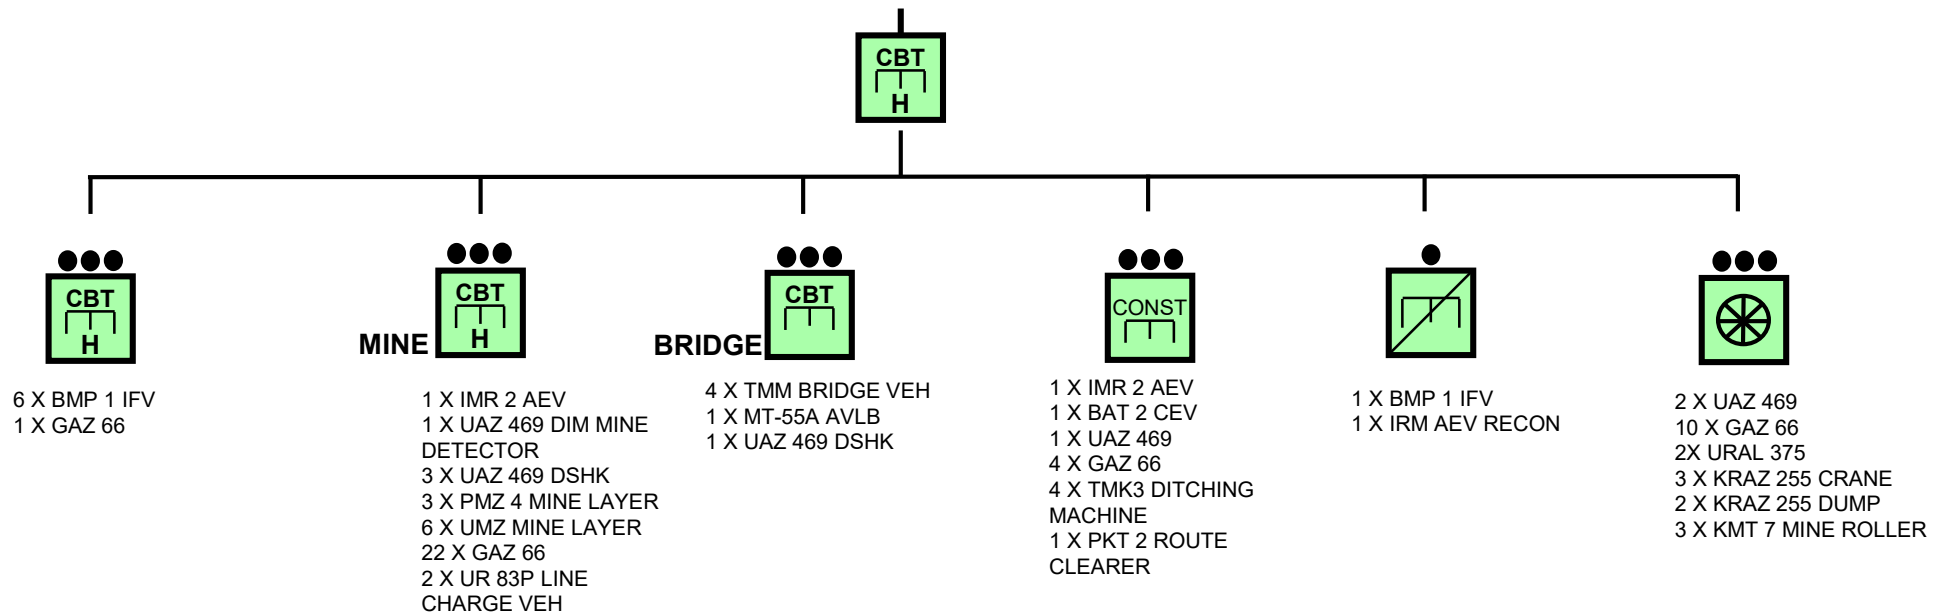 CBT
H
CBT
H
6 X BMP 1 IFV
1 X GAZ 66
MINE
CBT
H
1 X IMR 2 AEV
1 X UAZ 469 DIM MINE
DETECTOR
3 X UAZ 469 DSHK
3 X PMZ 4 MINE LAYER
6 X UMZ MINE LAYER
22 X GAZ 66
2 X UR 83P LINE
CHARGE VEH
BRIDGE
CBT
4 X TMM BRIDGE VEH
1 X MT-55A AVLB
1 X UAZ 469 DSHK
CONST
1 X IMR 2 AEV
1 X BAT 2 CEV
1 X UAZ 469
4 X GAZ 66
4 X TMK3 DITCHING
MACHINE
1 X PKT 2 ROUTE
CLEARER
1 X BMP 1 IFV
1 X IRM AEV RECON
2 X UAZ 469
10 X GAZ 66
2X URAL 375
3 X KRAZ 255 CRANE
2 X KRAZ 255 DUMP
3 X KMT 7 MINE ROLLER